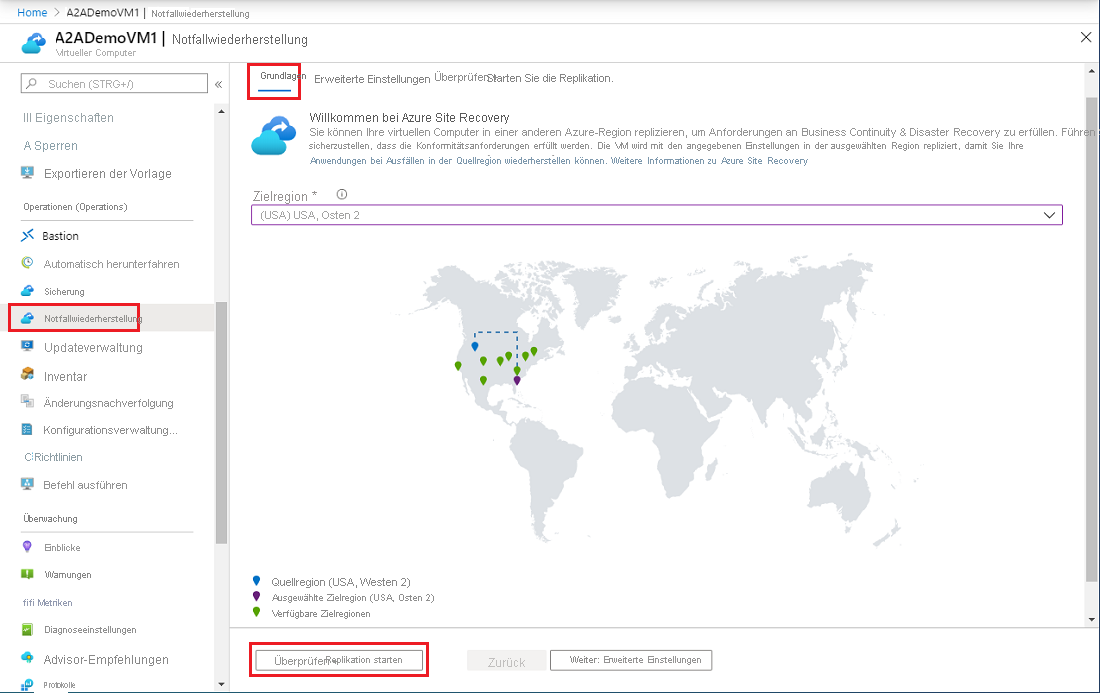 Home > A2ADemoVM1 | Notfallwiederherstellung
A2ADemoVM1 | Notfallwiederherstellung
Virtueller Computer
Suchen (STRG+/)
«
III Eigenschaften
A Sperren
Exportieren der Vorlage
Operationen (Operations)
Bastion
Automatisch herunterfahren
Sicherung
Notfallwiederherstellung
Updateverwaltung
Inventar
Änderungsnachverfolgung
Konfigurationsverwaltung...
Richtlinien
Befehl ausführen
Überwachung
Einblicke
Warnungen
fifi Metriken
Diagnoseeinstellungen
Advisor-Empfehlungen
Protokolle
Grundlagen Erweiterte Einstellungen Überprüfen + Starten Sie die Replikation.
Willkommen bei Azure Site Recovery
Sie können Ihre virtuellen Computer in einer anderen Azure-Region replizieren, um Anforderungen an Business Continuity & Disaster Recovery zu erfüllen. Führen
sicherzustellen, dass die Konformitätsanforderungen erfüllt werden. Die VM wird mit den angegebenen Einstellungen in der ausgewählten Region repliziert, damit Sie Ihre
Anwendungen bei Ausfällen in der Quellregion wiederherstellen können. Weitere Informationen zu Azure Site Recovery
Zielregion *
(USA) USA, Osten 2
Quellregion (USA, Westen 2)
Ausgewählte Zielregion (USA, Osten 2)
Verfügbare Zielregionen
Überprüfen + Replikation starten
Zurück
Weiter: Erweiterte Einstellungen